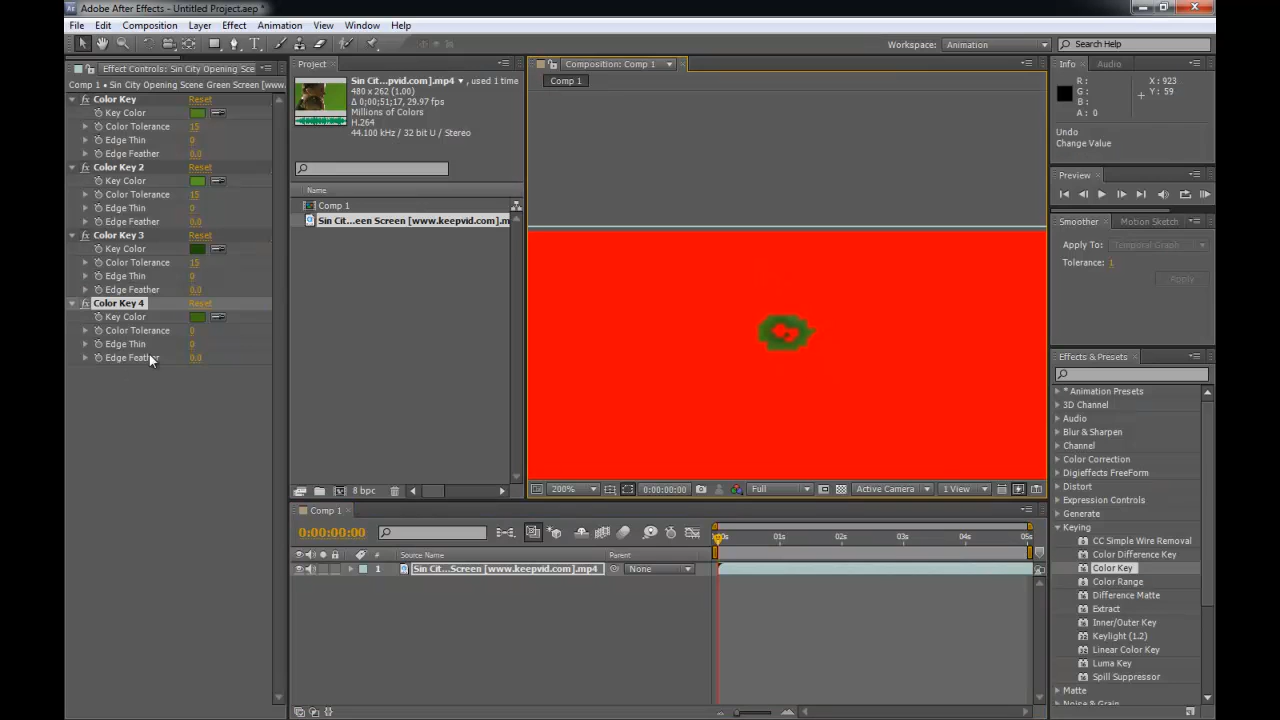 Adobe After Effects - Untitled Project.aep *
File Edit Composition Layer Effect Animation View Window Help
Workspace: Animation
Search Help
Effect Controls: Sin City Opening Sce
Comp 1 • Sin City Opening Scene Green Screen [www.
Color Key Reset
Key Color
Color Tolerance 15
Edge Thin 0
Edge Feather 0.0
Color Key 2 Reset
Key Color
Color Tolerance 15
Edge Thin 0
Edge Feather 0.0
Color Key 3 Reset
Key Color
Color Tolerance 15
Edge Thin 0
Edge Feather 0.0
Color Key 4 Reset
Key Color
Color Tolerance 0
Edge Thin 0
Edge Feather 0.0
Project
Sin Cit...pvid.com].mp4 , used 1 time
480 x 262 (1.00)
Δ 0;00;51;17, 29.97 fps
Millions of Colors
H.264
44.100 kHz / 32 bit U / Stereo
Name
Comp 1
Sin Cit...een Screen [www.keepvid.com].m
8 bpc
Composition: Comp 1
Comp 1
200% 0:00:00:00 Full Active Camera 1 View
Info Audio
R: X: 923
G: Y: 59
B:
A: 0
Undo
Change Value
Preview
Smoother Motion Sketch
Apply To: Temporal Graph
Tolerance: 1
Apply
Effects & Presets
* Animation Presets
3D Channel
Audio
Blur & Sharpen
Channel
Color Correction
Digieffects FreeForm
Distort
Expression Controls
Generate
Keying
CC Simple Wire Removal
Color Difference Key
Color Key
Color Range
Difference Matte
Extract
Inner/Outer Key
Keylight (1.2)
Linear Color Key
Luma Key
Spill Suppressor
Matte
Noise & Grain
Comp 1
0:00:00:00
# Source Name Parent
1 Sin Cit...Screen [www.keepvid.com].mp4 None
01s 02s 03s 04s 05s